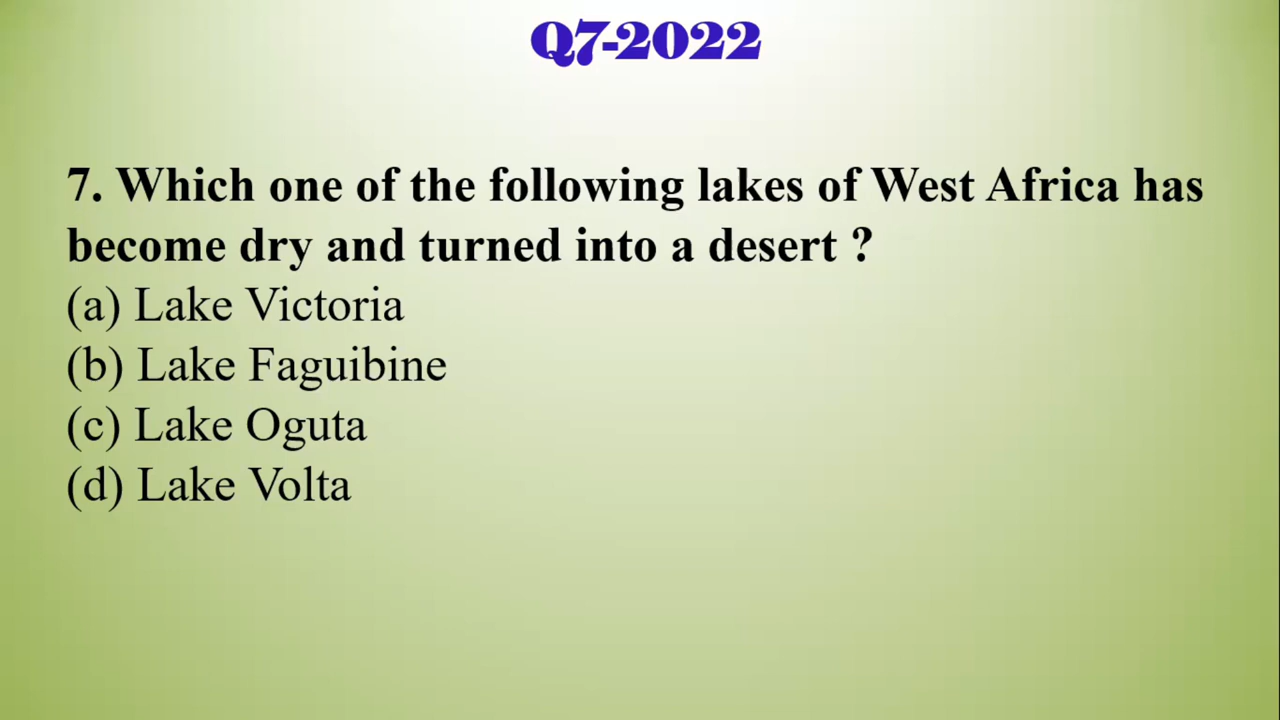 Q7-2022
7. Which one of the following lakes of West Africa has
become dry and turned into a desert ?
(a) Lake Victoria
(b) Lake Faguibine
(c) Lake Oguta
(d) Lake Volta